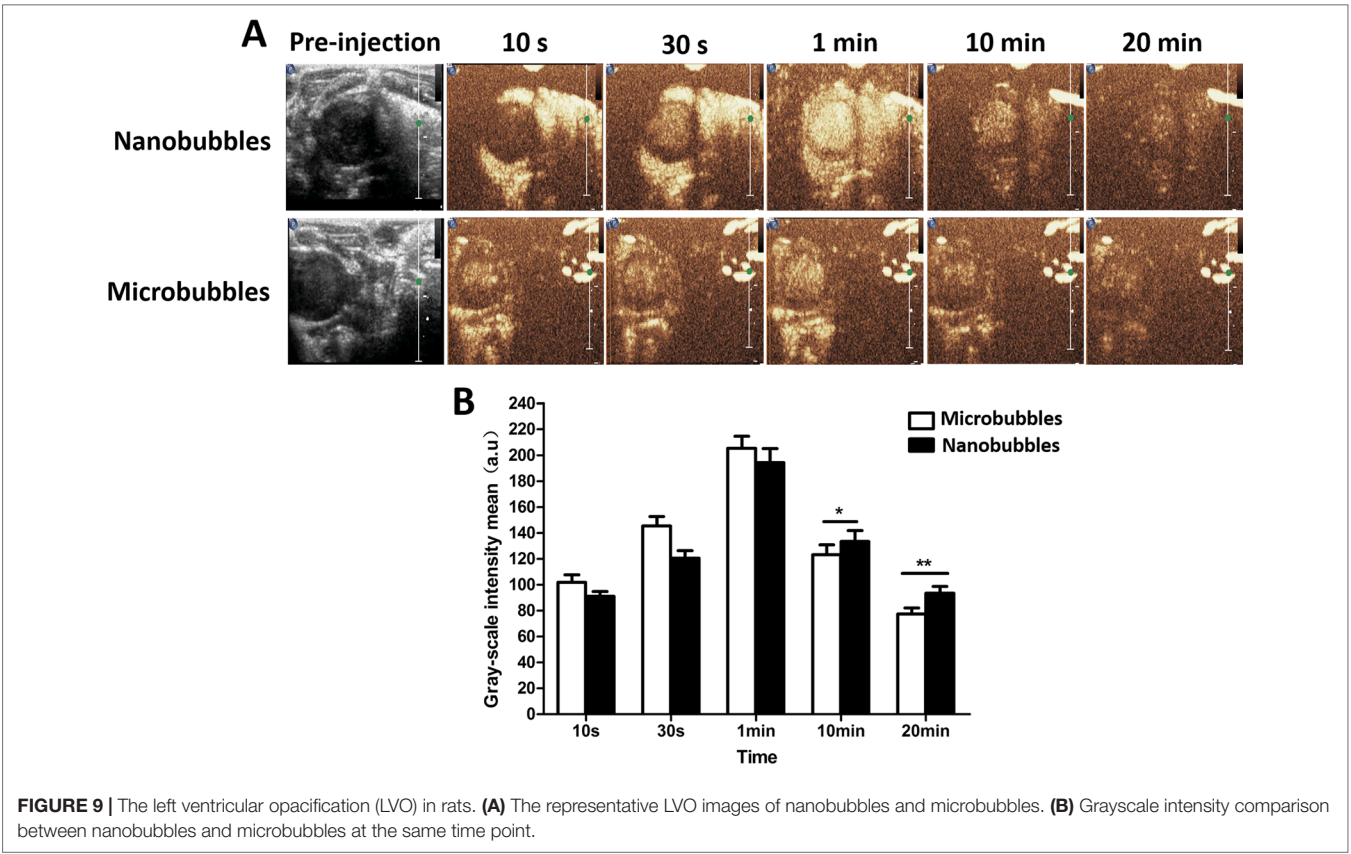 A
Pre-injection 10 s 30 s 1 min 10 min 20 min
Nanobubbles
Microbubbles
B
Gray-scale intensity mean（a.u）
240
220
200
180
160
140
120
100
80
60
40
20
0
Microbubbles
Nanobubbles
*
**
10s 30s 1min 10min 20min
Time
FIGURE 9 | The left ventricular opacification (LVO) in rats. (A) The representative LVO images of nanobubbles and microbubbles. (B) Grayscale intensity comparison
between nanobubbles and microbubbles at the same time point.